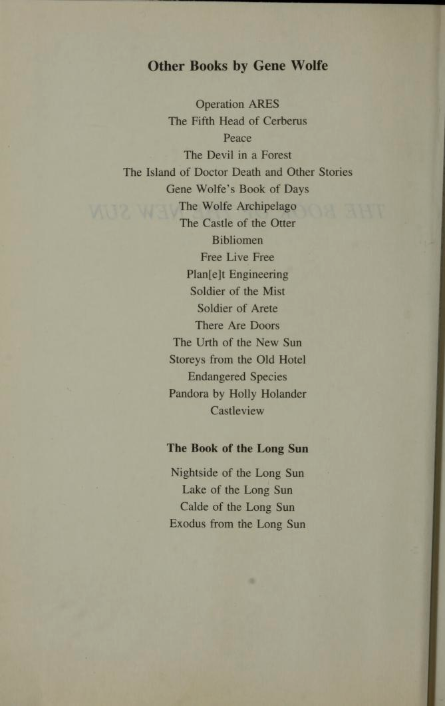 Other Books by Gene Wolfe
Operation ARES
The Fifth Head of Cerberus
Peace
The Devil in a Forest
The Island of Doctor Death and Other Stories
Gene Wolfe's Book of Days
The Wolfe Archipelago
The Castle of the Otter
Bibliomen
Free Live Free
Plan[e]t Engineering
Soldier of the Mist
Soldier of Arete
There Are Doors
The Urth of the New Sun
Storeys from the Old Hotel
Endangered Species
Pandora by Holly Holander
Castleview
The Book of the Long Sun
Nightside of the Long Sun
Lake of the Long Sun
Calde of the Long Sun
Exodus from the Long Sun